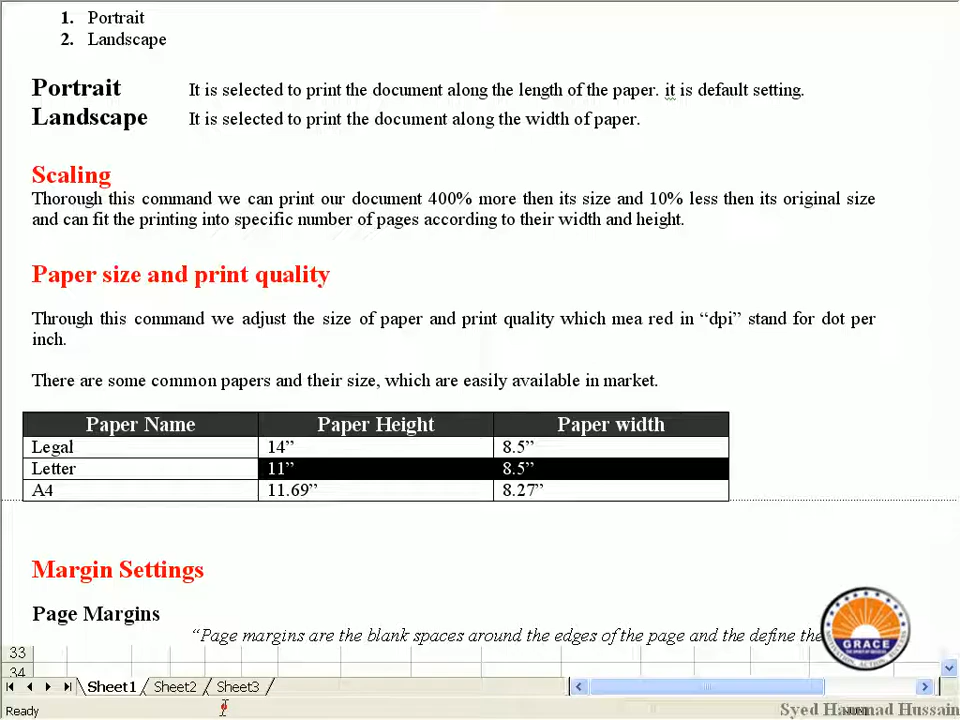 1. Portrait
2. Landscape
Portrait It is selected to print the document along the length of the paper. it is default setting.
Landscape It is selected to print the document along the width of paper.
Scaling
Thorough this command we can print our document 400% more then its size and 10% less then its original size
and can fit the printing into specific number of pages according to their width and height.
Paper size and print quality
Through this command we adjust the size of paper and print quality which mea red in “dpi” stand for dot per
inch.
There are some common papers and their size, which are easily available in market.
Paper Name Paper Height Paper width
Legal 14” 8.5”
Letter 11” 8.5”
A4 11.69” 8.27”
Margin Settings
Page Margins
“Page margins are the blank spaces around the edges of the page and the define the
GRACE
33
34
Sheet1 Sheet2 Sheet3
Ready Syed Hammad Hussain